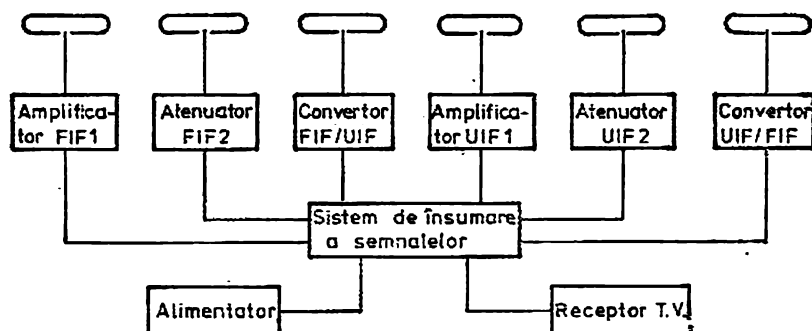 Amplifica-
tor FIF1
Atenuator
FIF2
Convertor
FIF/UIF
Amplifica-
tor UIF1
Atenuator
UIF2
Convertor
UIF/FIF
Sistem de însumare
a semnalelor
Alimentator
Receptor T.V.